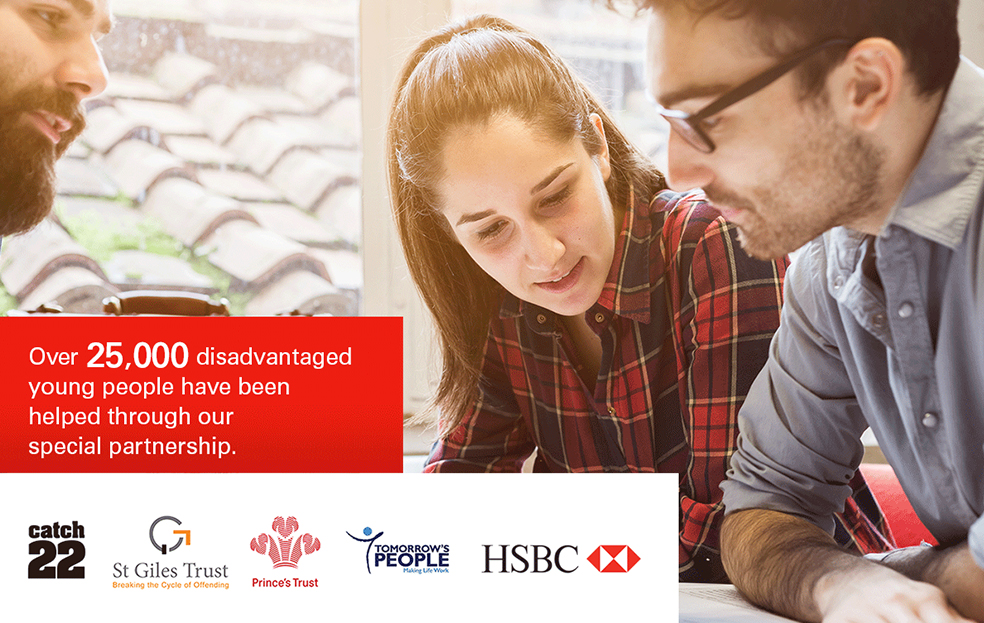 Over 25,000 disadvantaged
young people have been
helped through our
special partnership.
catch
22
St Giles Trust
Breaking the Cycle of Offending
Prince's Trust
TOMORROW'S
PEOPLE
Making Life Work
HSBC